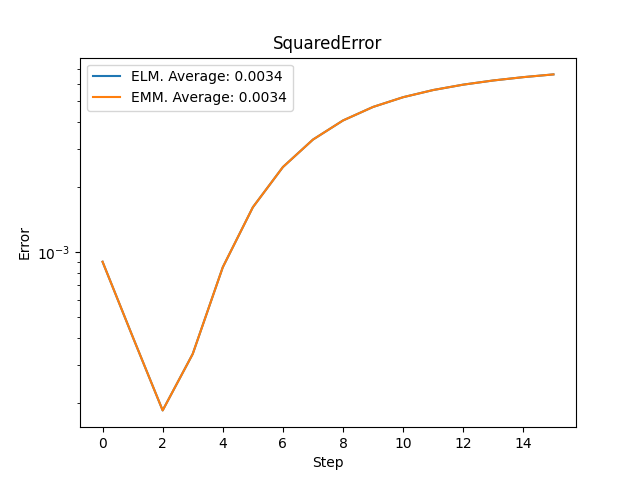 SquaredError
ELM. Average: 0.0034
EMM. Average: 0.0034
Error
10⁻³
0 2 4 6 8 10 12 14
Step